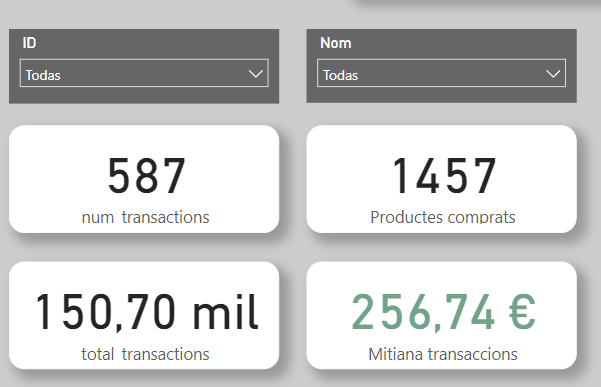 ID
Nom
Todas
Todas
587
num transactions
1457
Productes comprats
150,70 mil
total transactions
256,74 €
Mitiana transaccions